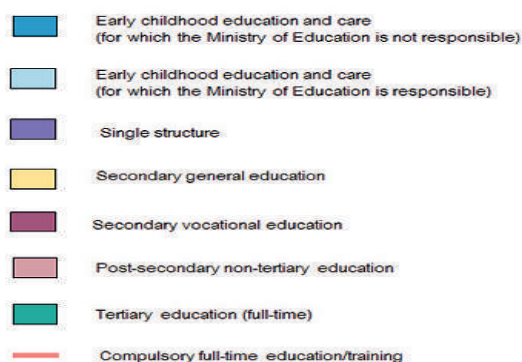 Early childhood education and care
(for which the Ministry of Education is not responsible)
Early childhood education and care
(for which the Ministry of Education is responsible)
Single structure
Secondary general education
Secondary vocational education
Post-secondary non-tertiary education
Tertiary education (full-time)
Compulsory full-time education/training